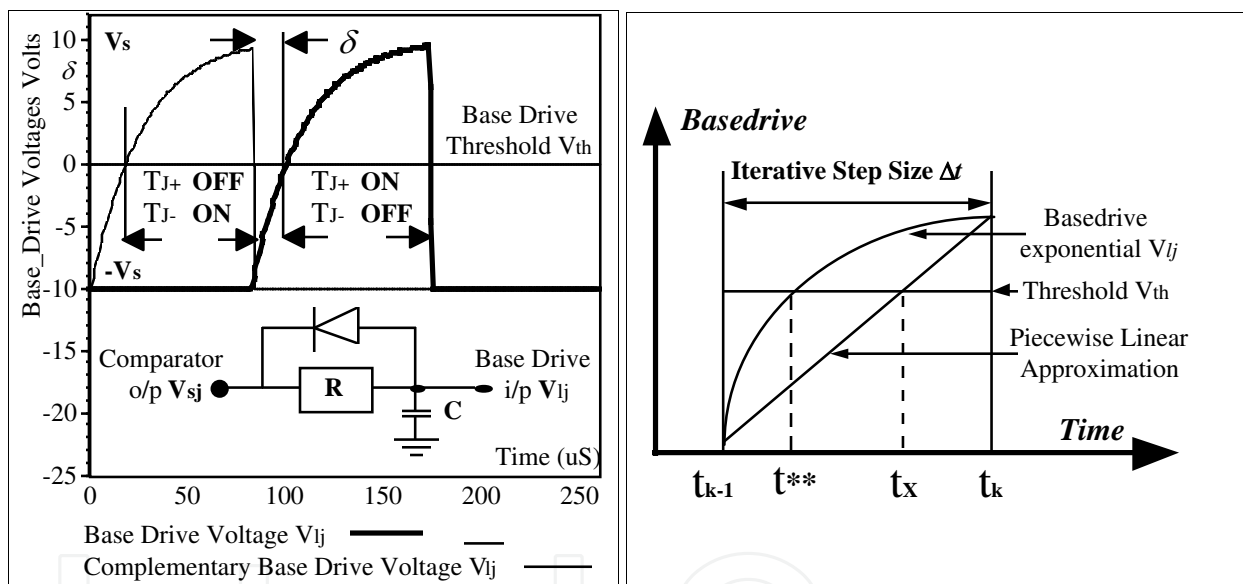 Base_Drive Voltages Volts
10
δ
5
0
-5
-10
-15
-20
-25
Vs
δ
Base Drive
Threshold Vth
TJ+ OFF
TJ- ON
TJ+ ON
TJ- OFF
-Vs
Comparator
o/p Vsj
R
C
Base Drive
i/p Vlj
Time (uS)
0
50
100
150
200
250
Base Drive Voltage Vlj
Complementary Base Drive Voltage Vlj
Basedrive
Iterative Step Size Δt
Basedrive
exponential Vlj
Threshold Vth
Piecewise Linear
Approximation
Time
tk-1
t**
tX
tk